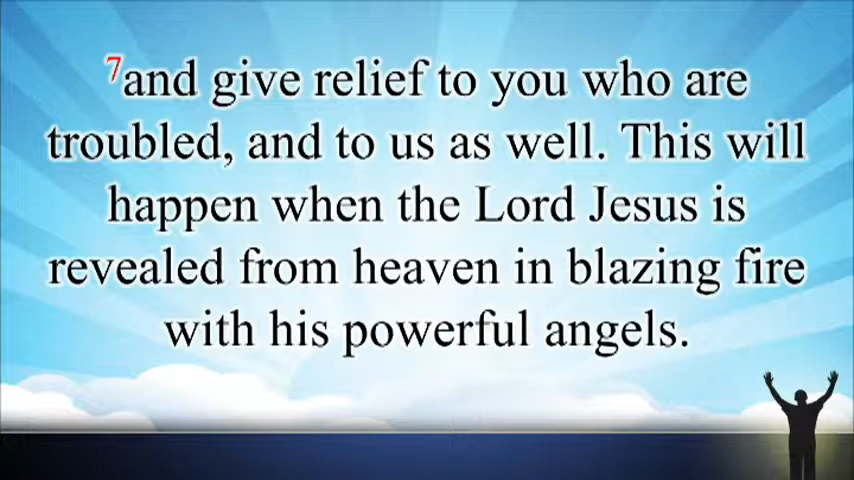 7and give relief to you who are
troubled, and to us as well. This will
happen when the Lord Jesus is
revealed from heaven in blazing fire
with his powerful angels.